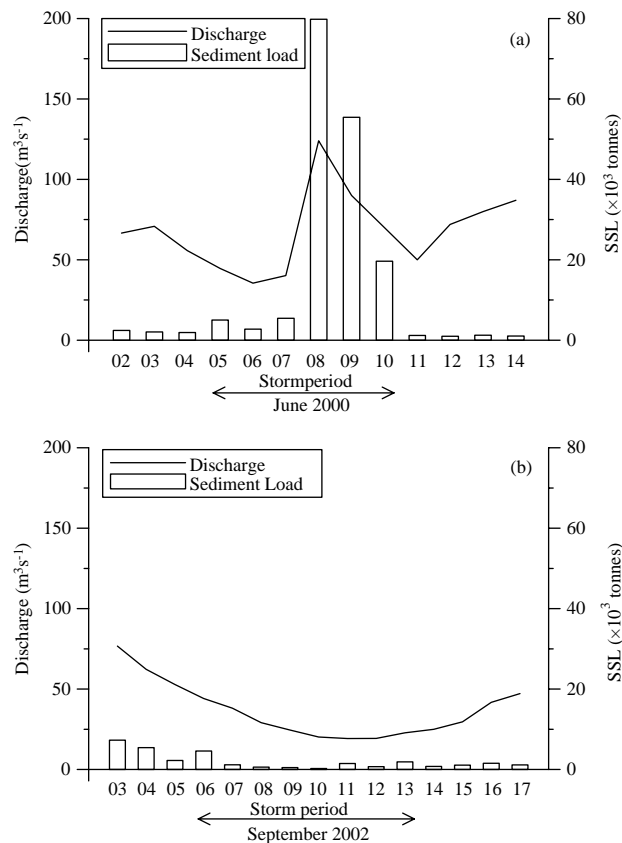 Discharge
Sediment load
(a)
200
150
100
50
0
Discharge(m³s⁻¹)
80
60
40
20
0
SSL (×10³ tonnes)
02 03 04 05 06 07 08 09 10 11 12 13 14
Stormperiod
June 2000
Discharge
Sediment Load
(b)
200
150
100
50
0
Discharge (m³s⁻¹)
80
60
40
20
0
SSL (×10³ tonnes)
03 04 05 06 07 08 09 10 11 12 13 14 15 16 17
Storm period
September 2002